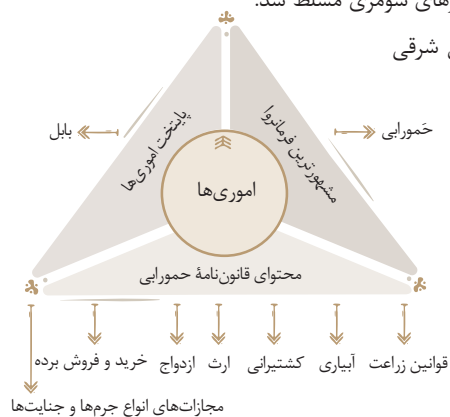 رهای سومری مسلط شد.
ی شرقی
مشهورترین فرمانروا
حَمورابی
پایتخت اموری‌ها
بابل
اموری‌ها
محتوای قانون‌نامهٔ حمورابی
قوانین زراعت آبیاری کشتیرانی ارث ازدواج خرید و فروش برده
مجازات‌های انواع جرم‌ها و جنایت‌ها